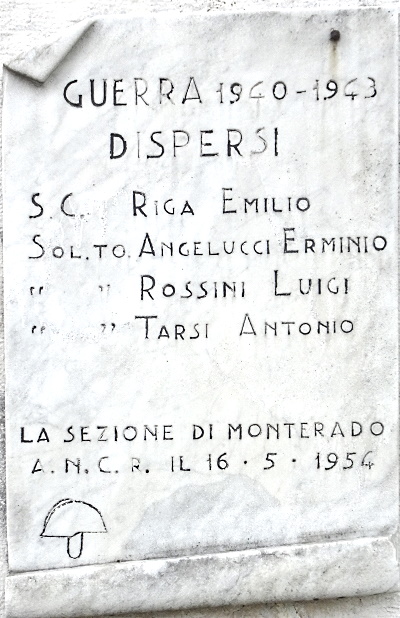 GUERRA 1940-1943
DISPERSI
S.C. RIGA EMILIO
SOL.TO. ANGELUCCI ERMINIO
" " ROSSINI LUIGI
" " TARSI ANTONIO
LA SEZIONE DI MONTERADO
A.N.C.R. IL 16·5·1954